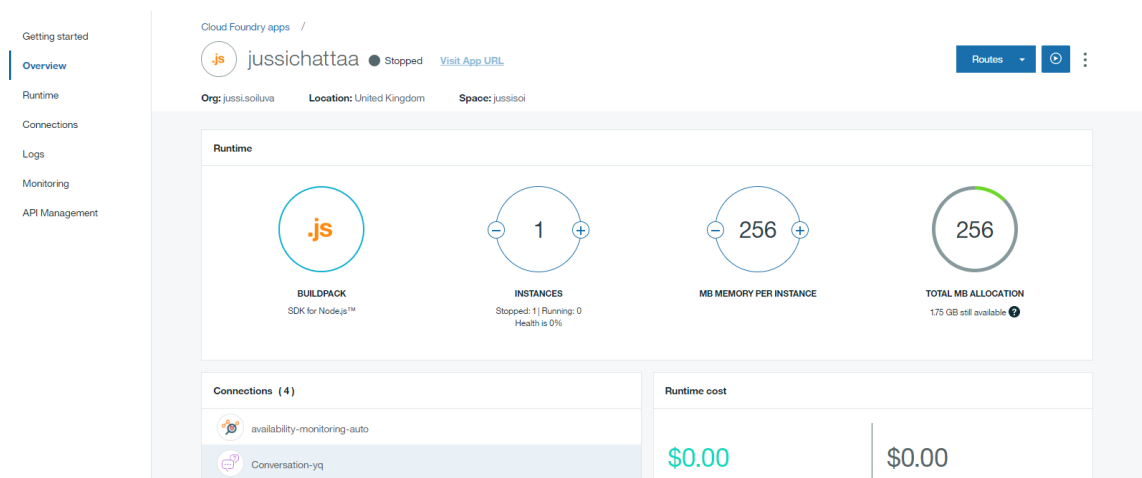 Getting started
Overview
Runtime
Connections
Logs
Monitoring
API Management
Cloud Foundry apps /
.js jussichattaa Stopped Visit App URL
Routes
Org: jussi.soiluva Location: United Kingdom Space: jussisoi
Runtime
.js
1
256
256
BUILDPACK
SDK for Node.js™
INSTANCES
Stopped: 1 | Running: 0
Health is 0%
MB MEMORY PER INSTANCE
TOTAL MB ALLOCATION
1.75 GB still available ?
Connections (4)
availability-monitoring-auto
Conversation-yq
Runtime cost
$0.00
$0.00